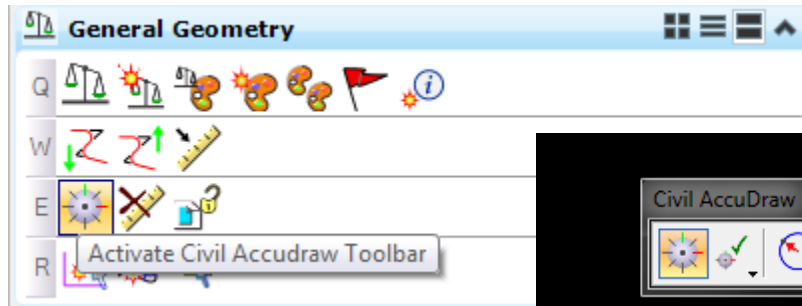 General Geometry
Q
W
E
Activate Civil Accudraw Toolbar
R
Civil AccuDraw